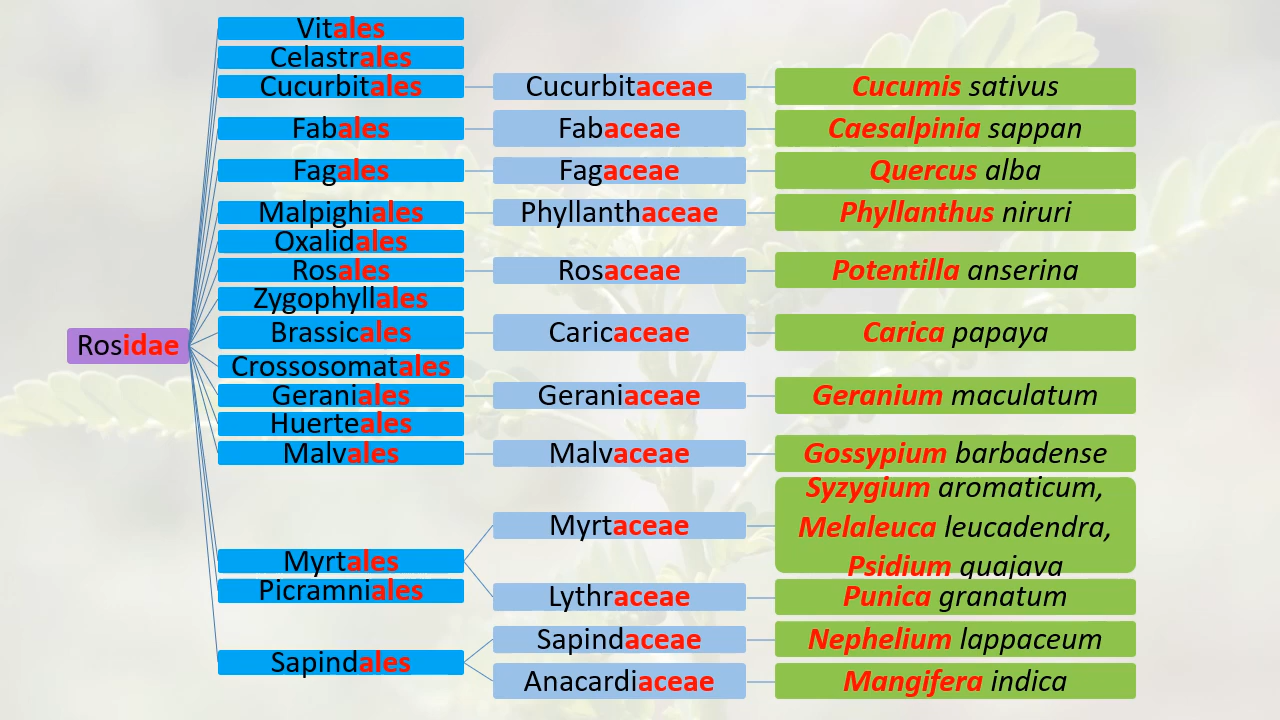 Rosidae
Vitales
Celastrales
Cucurbitales
Cucurbitaceae
Cucumis sativus
Fabales
Fabaceae
Caesalpinia sappan
Fagales
Fagaceae
Quercus alba
Malpighiales
Phyllanthaceae
Phyllanthus niruri
Oxalidales
Rosales
Rosaceae
Potentilla anserina
Zygophyllales
Brassicales
Caricaceae
Carica papaya
Crossosomatales
Geraniales
Geraniaceae
Geranium maculatum
Huerteales
Malvales
Malvaceae
Gossypium barbadense
Myrtales
Myrtaceae
Syzygium aromaticum,
Melaleuca leucadendra,
Psidium guajava
Lythraceae
Punica granatum
Picramniales
Sapindales
Sapindaceae
Nephelium lappaceum
Anacardiaceae
Mangifera indica